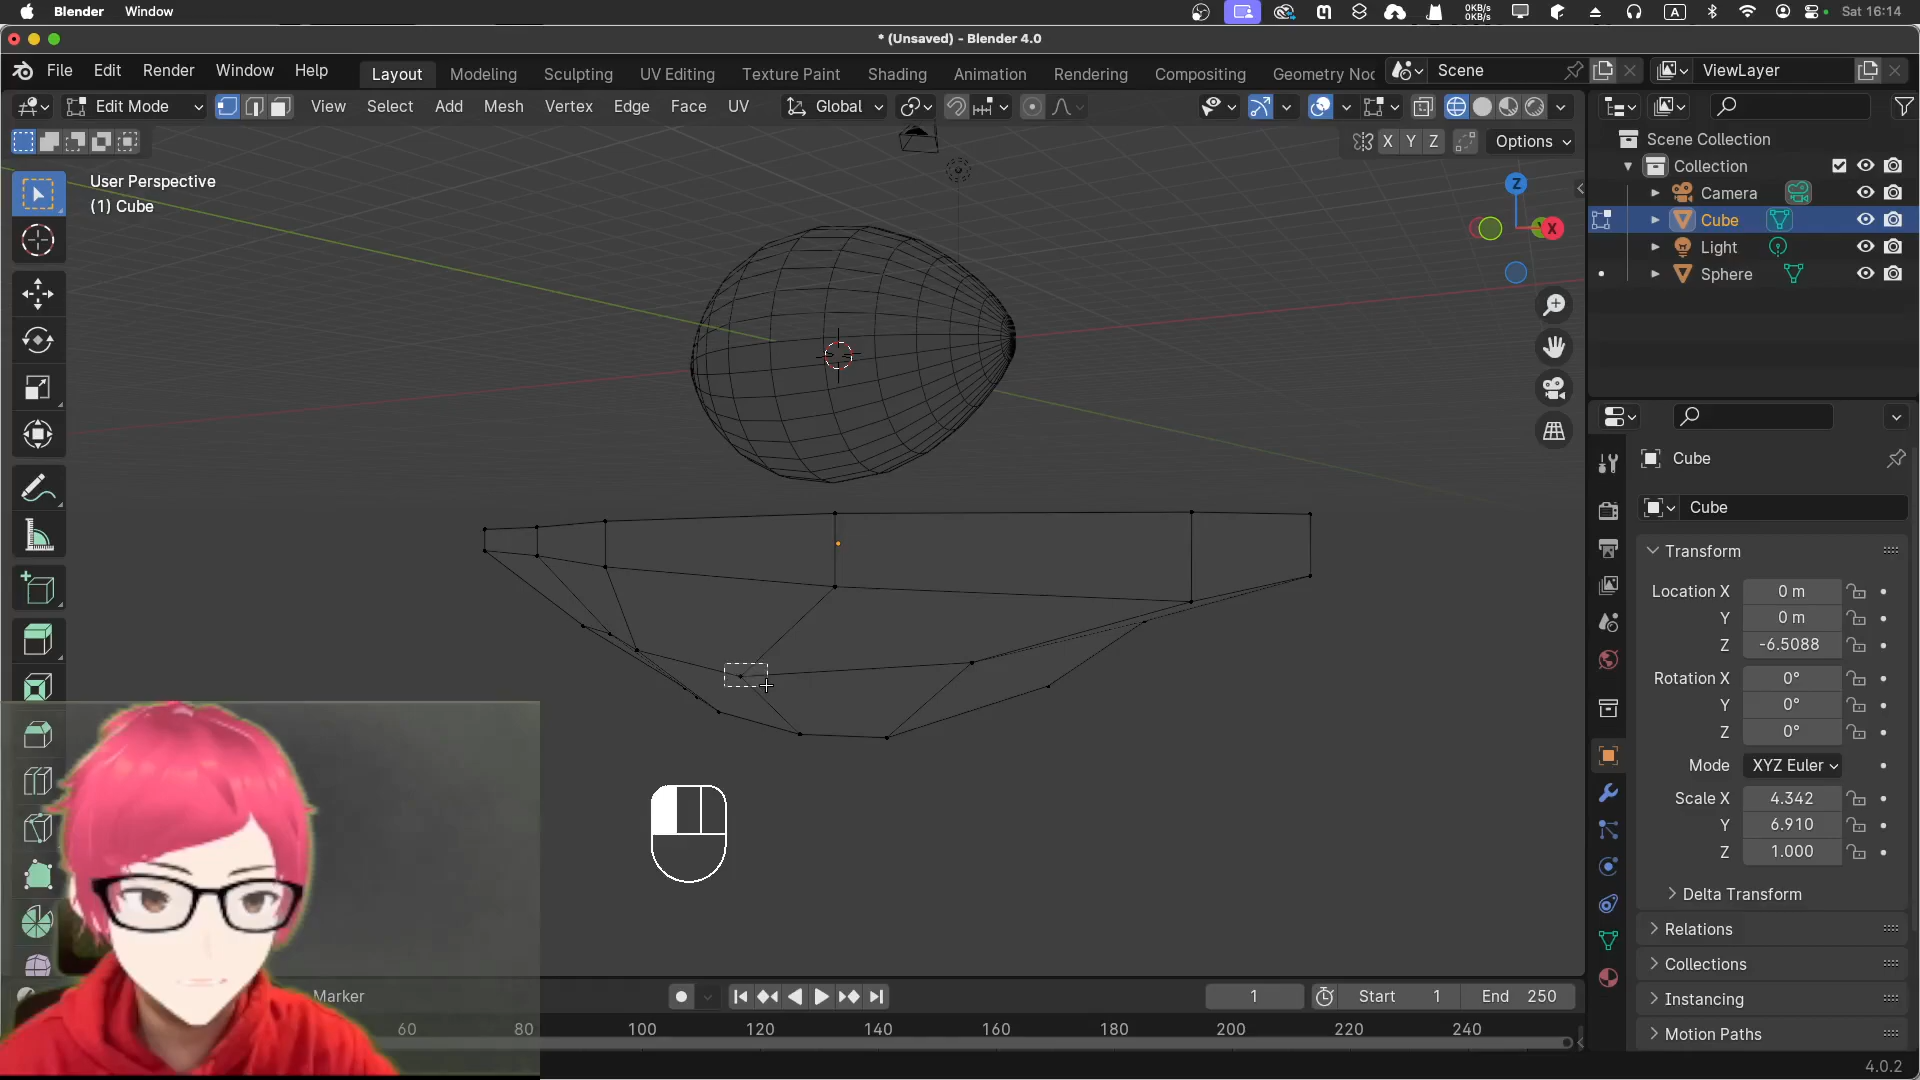 Blender Window
A
0KB/s
0KB/s
Sat 16:14
* (Unsaved) - Blender 4.0
File Edit Render Window Help
Layout Modeling Sculpting UV Editing Texture Paint Shading Animation Rendering Compositing Geometry Noc
Scene
ViewLayer
Edit Mode
View Select Add Mesh Vertex Edge Face UV
Global
X Y Z
Options
User Perspective
(1) Cube
Z
X
Scene Collection
Collection
Camera
Cube
Light
Sphere
Cube
Cube
Transform
Location X 0 m
Y 0 m
Z -6.5088
Rotation X 0°
Y 0°
Z 0°
Mode XYZ Euler
Scale X 4.342
Y 6.910
Z 1.000
Delta Transform
Relations
Collections
Instancing
Motion Paths
Marker
1
Start 1
End 250
60 80 100 120 140 160 180 200 220 240
4.0.2